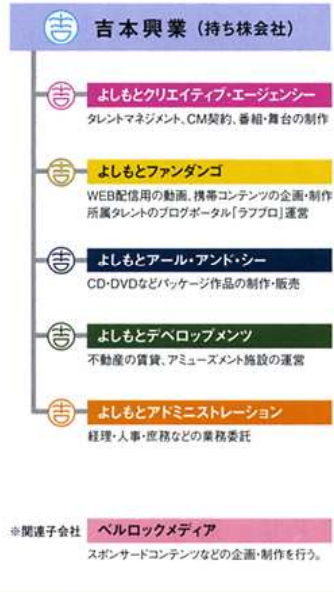 吉 吉本興業（持ち株会社）
吉 よしもとクリエイティブ・エージェンシー
タレントマネジメント、CM契約、番組・舞台の制作
吉 よしもとファンダンゴ
WEB配信用の動画、携帯コンテンツの企画・制作
所属タレントのブログポータル「ラフブロ」運営
吉 よしもとアール・アンド・シー
CD・DVDなどパッケージ作品の制作・販売
吉 よしもとデベロップメンツ
不動産の賃貸、アミューズメント施設の運営
吉 よしもとアドミニストレーション
経理・人事・庶務などの業務委託
※関連子会社 ベルロックメディア
スポンサードコンテンツなどの企画・制作を行う。